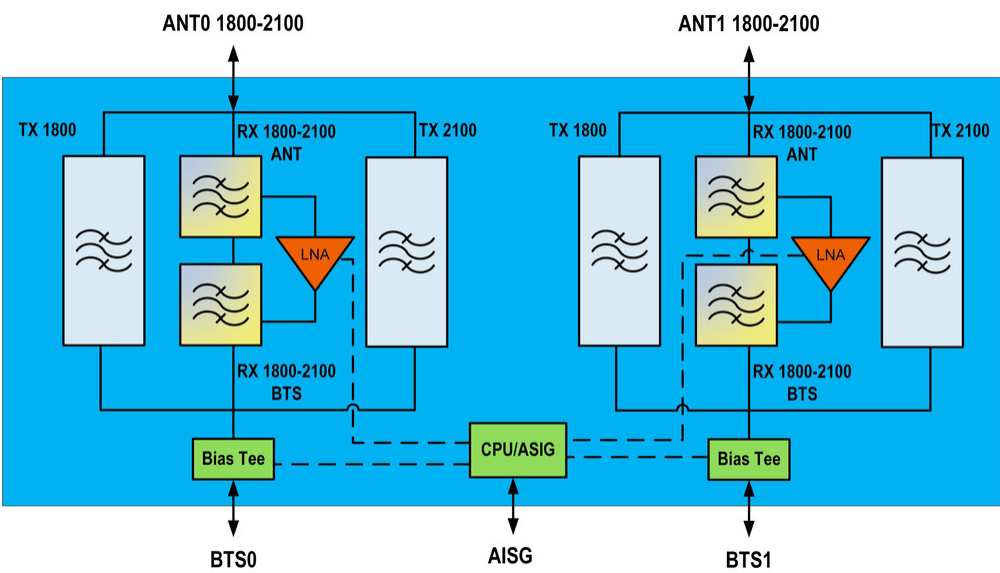 ANT0 1800-2100
ANT1 1800-2100
TX 1800
RX 1800-2100
ANT
TX 2100
TX 1800
RX 1800-2100
ANT
TX 2100
LNA
LNA
RX 1800-2100
BTS
RX 1800-2100
BTS
Bias Tee
CPU/ASIG
Bias Tee
BTS0
AISG
BTS1